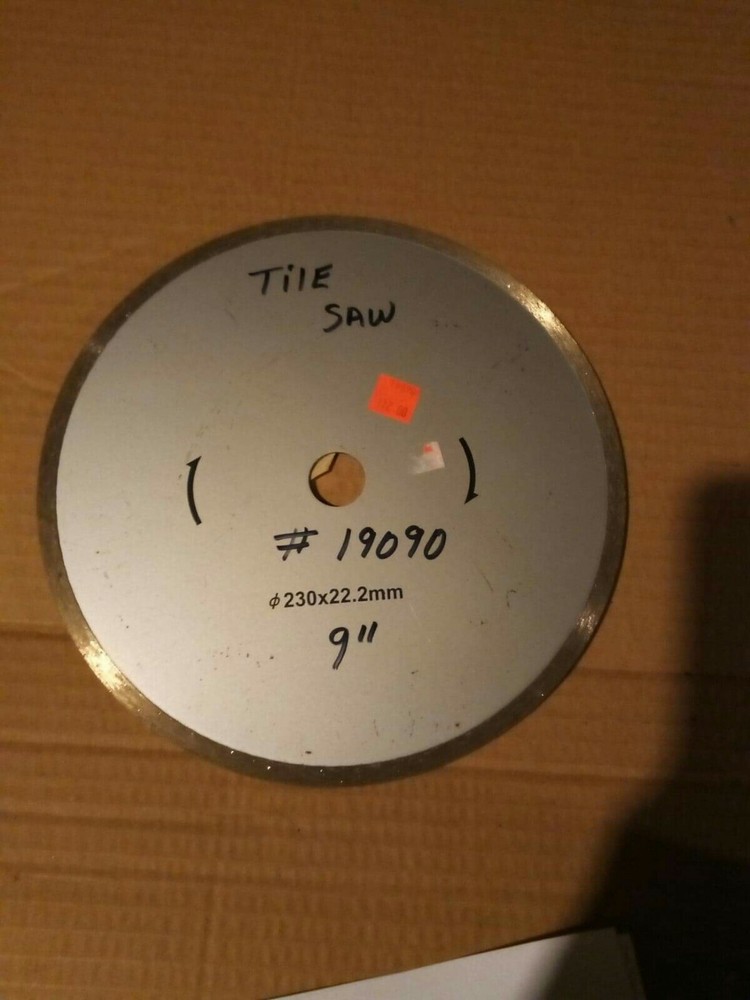 TilE
SAW
# 19090
ϕ230x22.2mm
9"